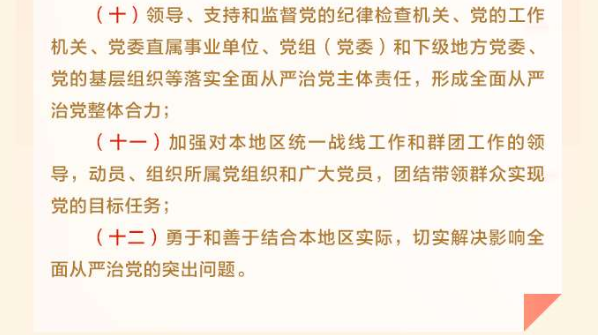 （十）领导、支持和监督党的纪律检查机关、党的工作
机关、党委直属事业单位、党组（党委）和下级地方党委、
党的基层组织等落实全面从严治党主体责任，形成全面从严
治党整体合力；
（十一）加强对本地区统一战线工作和群团工作的领
导，动员、组织所属党组织和广大党员，团结带领群众实现
党的目标任务；
（十二）勇于和善于结合本地区实际，切实解决影响全
面从严治党的突出问题。